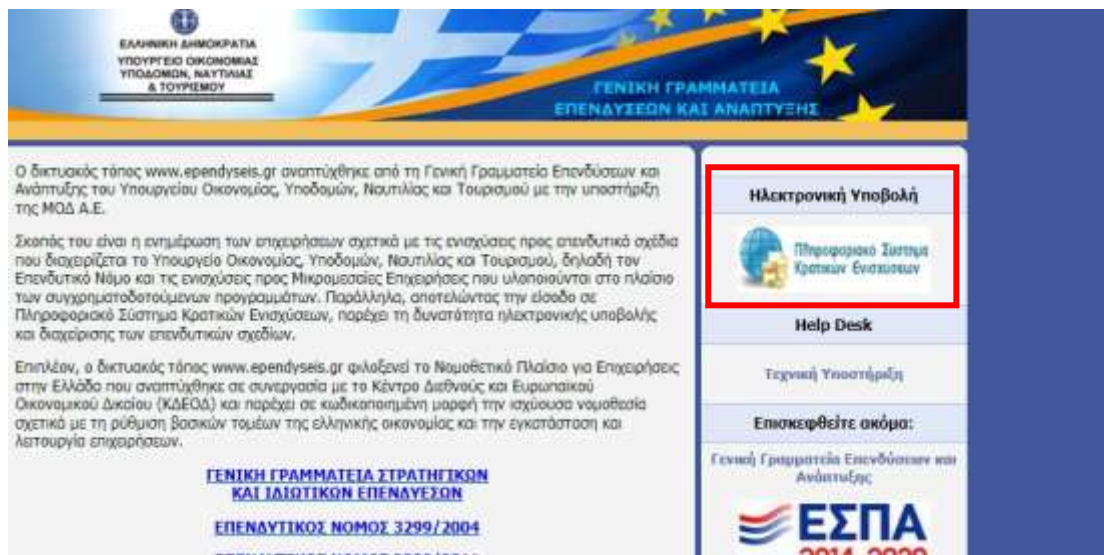 ΕΛΛΗΝΙΚΗ ΔΗΜΟΚΡΑΤΙΑ
ΥΠΟΥΡΓΕΙΟ ΟΙΚΟΝΟΜΙΑΣ
ΥΠΟΔΟΜΩΝ, ΝΑΥΤΙΛΙΑΣ
& ΤΟΥΡΙΣΜΟΥ
ΓΕΝΙΚΗ ΓΡΑΜΜΑΤΕΙΑ
ΕΠΕΝΔΥΣΕΩΝ ΚΑΙ ΑΝΑΠΤΥΞΗΣ
Ο δικτυακός τόπος www.ependyseis.gr αναπτύχθηκε από τη Γενική Γραμματεία Επενδύσεων και
Ανάπτυξης του Υπουργείου Οικονομίας, Υποδομών, Ναυτιλίας και Τουρισμού με την υποστήριξη
της ΜΟΔ Α.Ε.
Σκοπός του είναι η ενημέρωση των επιχειρήσεων σχετικά με τις ενισχύσεις προς επενδυτικά σχέδια
που διαχειρίζεται το Υπουργείο Οικονομίας, Υποδομών, Ναυτιλίας και Τουρισμού, δηλαδή τον
Επενδυτικό Νόμο και τις ενισχύσεις προς Μικρομεσαίες Επιχειρήσεις που υλοποιούνται στο πλαίσιο
των συγχρηματοδοτούμενων προγραμμάτων. Παράλληλα, αποτελώντας την είσοδο σε
Πληροφοριακό Σύστημα Κρατικών Ενισχύσεων, παρέχει τη δυνατότητα ηλεκτρονικής υποβολής
και διαχείρισης των επενδυτικών σχεδίων.
Επιπλέον, ο δικτυακός τόπος www.ependyseis.gr φιλοξενεί το Νομοθετικό Πλαίσιο για Επιχειρήσεις
στην Ελλάδα που αναπτύχθηκε σε συνεργασία με το Κέντρο Διεθνούς και Ευρωπαϊκού
Οικονομικού Δικαίου (ΚΔΕΟΔ) και παρέχει σε κωδικοποιημένη μορφή την ισχύουσα νομοθεσία
σχετικά με τη ρύθμιση βασικών τομέων της ελληνικής οικονομίας και την εγκατάσταση και
λειτουργία επιχειρήσεων.
ΓΕΝΙΚΗ ΓΡΑΜΜΑΤΕΙΑ ΣΤΡΑΤΗΓΙΚΩΝ
ΚΑΙ ΙΔΙΩΤΙΚΩΝ ΕΠΕΝΔΥΕΣΩΝ
ΕΠΕΝΔΥΤΙΚΟΣ ΝΟΜΟΣ 3299/2004
Ηλεκτρονική Υποβολή
Πληροφοριακό Σύστημα
Κρατικών Ενισχύσεων
Help Desk
Τεχνική Υποστήριξη
Επισκεφθείτε ακόμα:
Γενική Γραμματεία Επενδύσεων και
Ανάπτυξης
ΕΣΠΑ
2014-2020